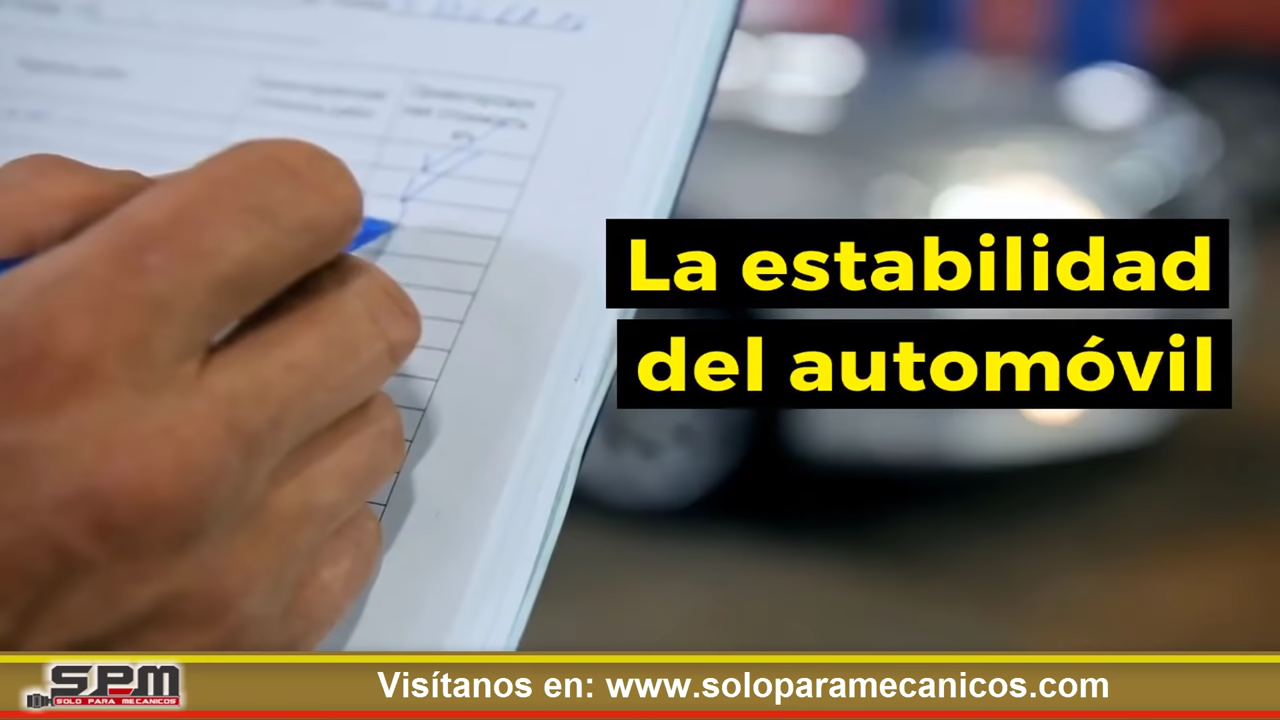 La estabilidad
del automóvil
SPM
SOLO PARA MECANICOS
Visítanos en: www.soloparamecanicos.com